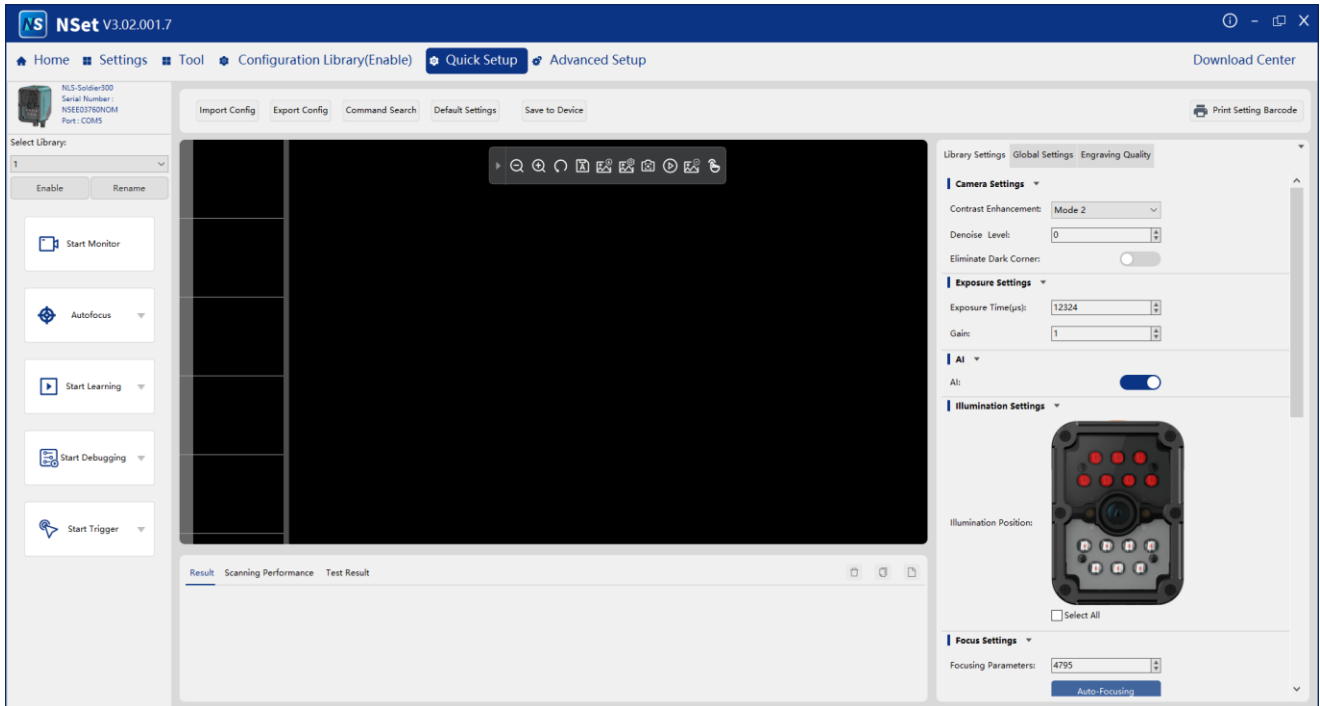 NS NSet V3.02.001.7
Home Settings Tool Configuration Library(Enable) Quick Setup Advanced Setup Download Center
NLS-Soldier300
Serial Number :
NSEE03760NOM
Port : COM5
Import Config Export Config Command Search Default Settings Save to Device Print Setting Barcode
Select Library:
1
Enable Rename
Start Monitor
Autofocus
Start Learning
Start Debugging
Start Trigger
Result Scanning Performance Test Result
Library Settings Global Settings Engraving Quality
Camera Settings
Contrast Enhancement: Mode 2
Denoise Level: 0
Eliminate Dark Corner:
Exposure Settings
Exposure Time(μs): 12324
Gain: 1
AI
AI:
Illumination Settings
Illumination Position:
Select All
Focus Settings
Focusing Parameters: 4795
Auto-Focusing